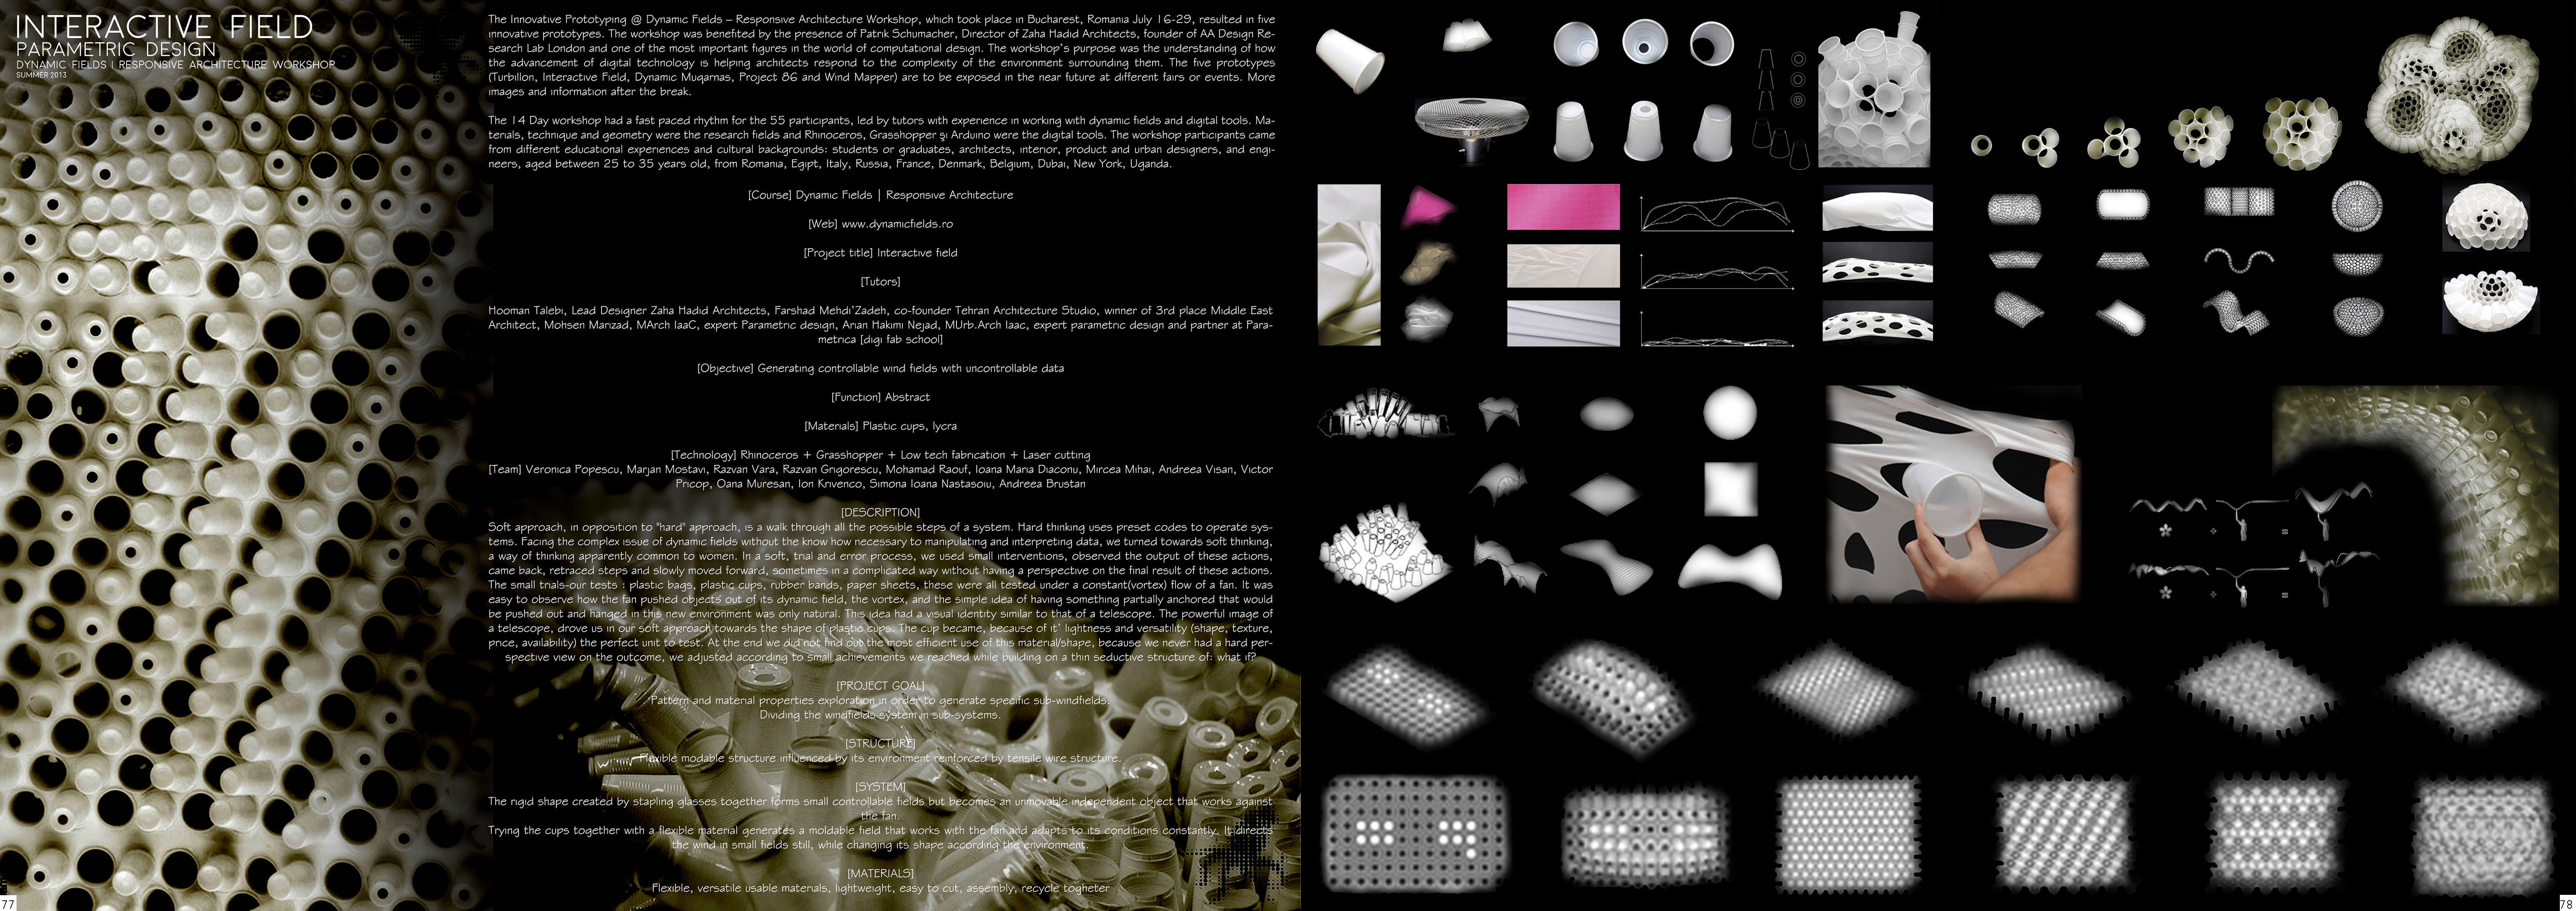 INTERACTIVE FIELD
PARAMETRIC DESIGN
DYNAMIC FIELDS | RESPONSIVE ARCHITECTURE WORKSHOP
SUMMER 2013
The Innovative Prototyping @ Dynamic Fields – Responsive Architecture Workshop, which took place in Bucharest, Romania July 16-29, resulted in five
innovative prototypes. The workshop was benefited by the presence of Patrik Schumacher, Director of Zaha Hadid Architects, founder of AA Design Re-
search Lab London and one of the most important figures in the world of computational design. The workshop's purpose was the understanding of how
the advancement of digital technology is helping architects respond to the complexity of the environment surrounding them. The five prototypes
(Turbillon, Interactive Field, Dynamic Muqarnas, Project 86 and Wind Mapper) are to be exposed in the near future at different fairs or events. More
images and information after the break.
The 14 Day workshop had a fast paced rhythm for the 55 participants, led by tutors with experience in working with dynamic fields and digital tools. Ma-
terials, technique and geometry were the research fields and Rhinoceros, Grasshopper şi Arduino were the digital tools. The workshop participants came
from different educational experiences and cultural backgrounds: students or graduates, architects, interior, product and urban designers, and engi-
neers, aged between 25 to 35 years old, from Romania, Egipt, Italy, Russia, France, Denmark, Belgium, Dubai, New York, Uganda.
[Course] Dynamic Fields | Responsive Architecture
[Web] www.dynamicfields.ro
[Project title] Interactive field
[Tutors]
Hooman Talebi, Lead Designer Zaha Hadid Architects, Farshad Mehdi'Zadeh, co-founder Tehran Architecture Studio, winner of 3rd place Middle East
Architect, Mohsen Marizad, MArch IaaC, expert Parametric design, Arian Hakimi Nejad, MUrb.Arch Iaac, expert parametric design and partner at Para-
metrica [digi fab school]
[Objective] Generating controllable wind fields with uncontrollable data
[Function] Abstract
[Materials] Plastic cups, lycra
[Technology] Rhinoceros + Grasshopper + Low tech fabrication + Laser cutting
[Team] Veronica Popescu, Marjan Mostavi, Razvan Vara, Razvan Grigorescu, Mohamad Raouf, Ioana Maria Diaconu, Mircea Mihai, Andreea Visan, Victor
Pricop, Oana Muresan, Ion Krivenco, Simona Ioana Nastasoiu, Andreea Brustan
[DESCRIPTION]
Soft approach, in opposition to "hard" approach, is a walk through all the possible steps of a system. Hard thinking uses preset codes to operate sys-
tems. Facing the complex issue of dynamic fields without the know how necessary to manipulating and interpreting data, we turned towards soft thinking,
a way of thinking apparently common to women. In a soft, trial and error process, we used small interventions, observed the output of these actions,
came back, retraced steps and slowly moved forward, sometimes in a complicated way without having a perspective on the final result of these actions.
The small trials-our tests : plastic bags, plastic cups, rubber bands, paper sheets, these were all tested under a constant(vortex) flow of a fan. It was
easy to observe how the fan pushed objects out of its dynamic field, the vortex, and the simple idea of having something partially anchored that would
be pushed out and hanged in this new environment was only natural. This idea had a visual identity similar to that of a telescope. The powerful image of
a telescope, drove us in our soft approach towards the shape of plastic cups. The cup became, because of it' lightness and versatility (shape, texture,
price, availability) the perfect unit to test. At the end we did not find out the most efficient use of this material/shape, because we never had a hard per-
spective view on the outcome, we adjusted according to small achievements we reached while building on a thin seductive structure of: what if?
[PROJECT GOAL]
Pattern and material properties exploration in order to generate specific sub-windfields.
Dividing the windfields system in sub-systems.
[STRUCTURE]
Flexible modable structure influenced by its environment reinforced by tensile wire structure.
[SYSTEM]
The rigid shape created by stapling glasses together forms small controllable fields but becomes an unmovable independent object that works against
the fan.
Trying the cups together with a flexible material generates a moldable field that works with the fan and adapts to its conditions constantly. It directs
the wind in small fields still, while changing its shape according the environment.
[MATERIALS]
Flexible, versatile usable materials, lightweight, easy to cut, assembly, recycle togheter
77
78